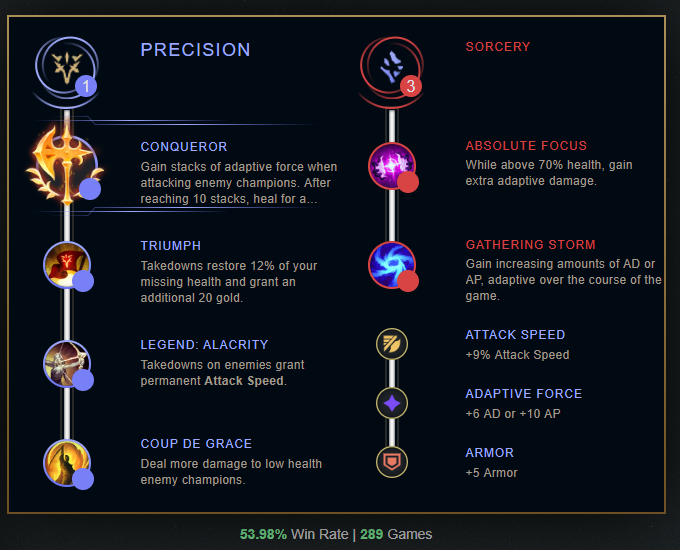 PRECISION
1
CONQUEROR
Gain stacks of adaptive force when
attacking enemy champions. After
reaching 10 stacks, heal for a...
TRIUMPH
Takedowns restore 12% of your
missing health and grant an
additional 20 gold.
LEGEND: ALACRITY
Takedowns on enemies grant
permanent Attack Speed.
COUP DE GRACE
Deal more damage to low health
enemy champions.
SORCERY
3
ABSOLUTE FOCUS
While above 70% health, gain
extra adaptive damage.
GATHERING STORM
Gain increasing amounts of AD or
AP, adaptive over the course of the
game.
ATTACK SPEED
+9% Attack Speed
ADAPTIVE FORCE
+6 AD or +10 AP
ARMOR
+5 Armor
53.98% Win Rate | 289 Games